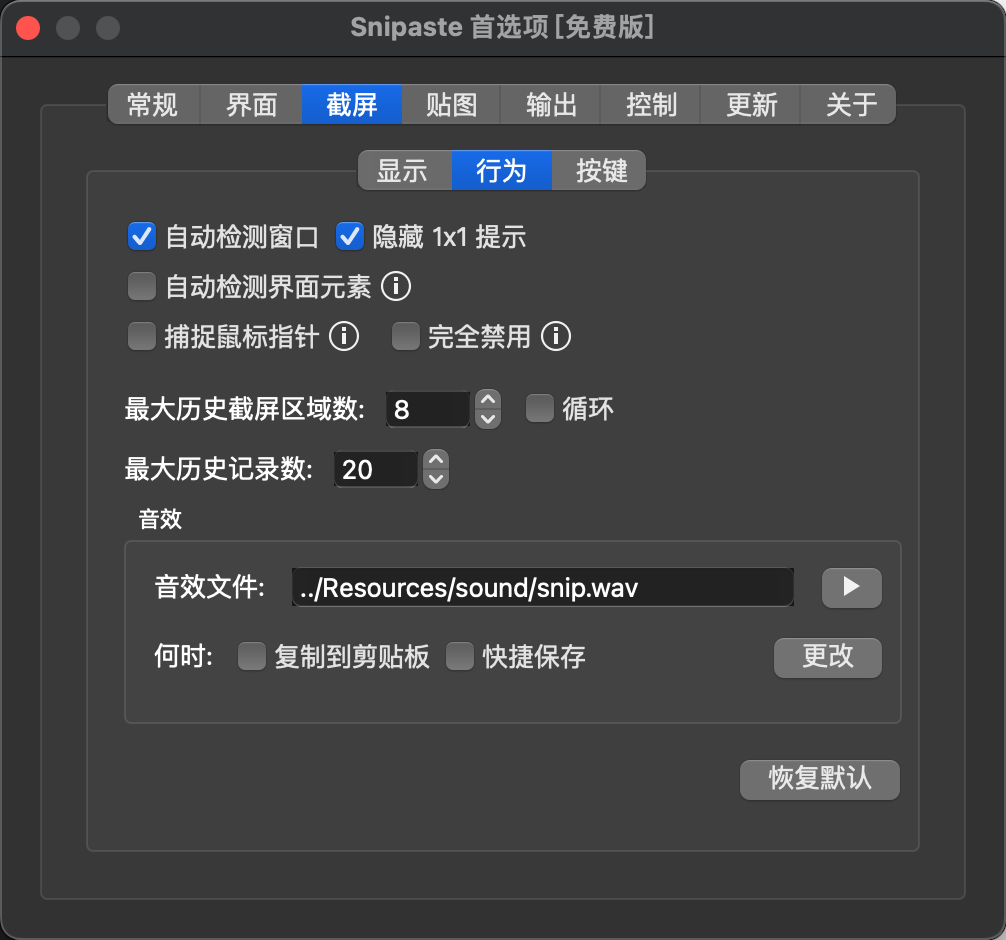 Snipaste 首选项 [免费版]
常规 界面 截屏 贴图 输出 控制 更新 关于
显示 行为 按键
自动检测窗口 隐藏 1x1 提示
自动检测界面元素
捕捉鼠标指针 完全禁用
最大历史截屏区域数: 8 循环
最大历史记录数: 20
音效
音效文件: ../Resources/sound/snip.wav
何时: 复制到剪贴板 快捷保存 更改
恢复默认